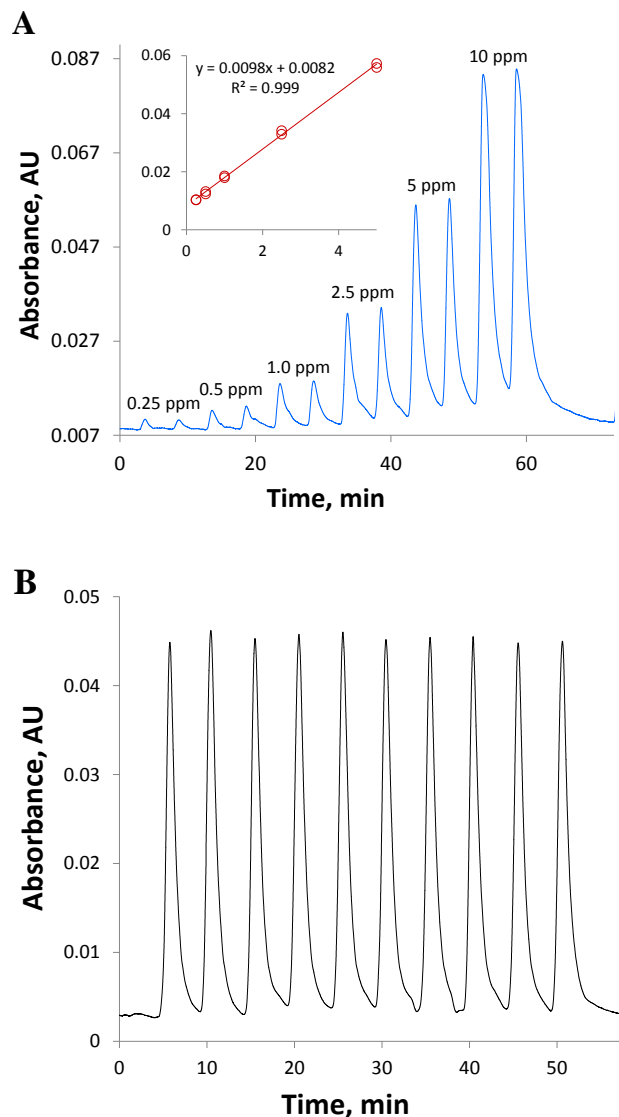 A
0.087
0.067
0.047
0.027
0.007
Absorbance, AU
0.06
0.04
0.02
0
y = 0.0098x + 0.0082
R² = 0.999
0 2 4
0.25 ppm
0.5 ppm
1.0 ppm
2.5 ppm
5 ppm
10 ppm
0 20 40 60
Time, min
B
0.05
0.04
0.03
0.02
0.01
0
Absorbance, AU
0 10 20 30 40 50
Time, min